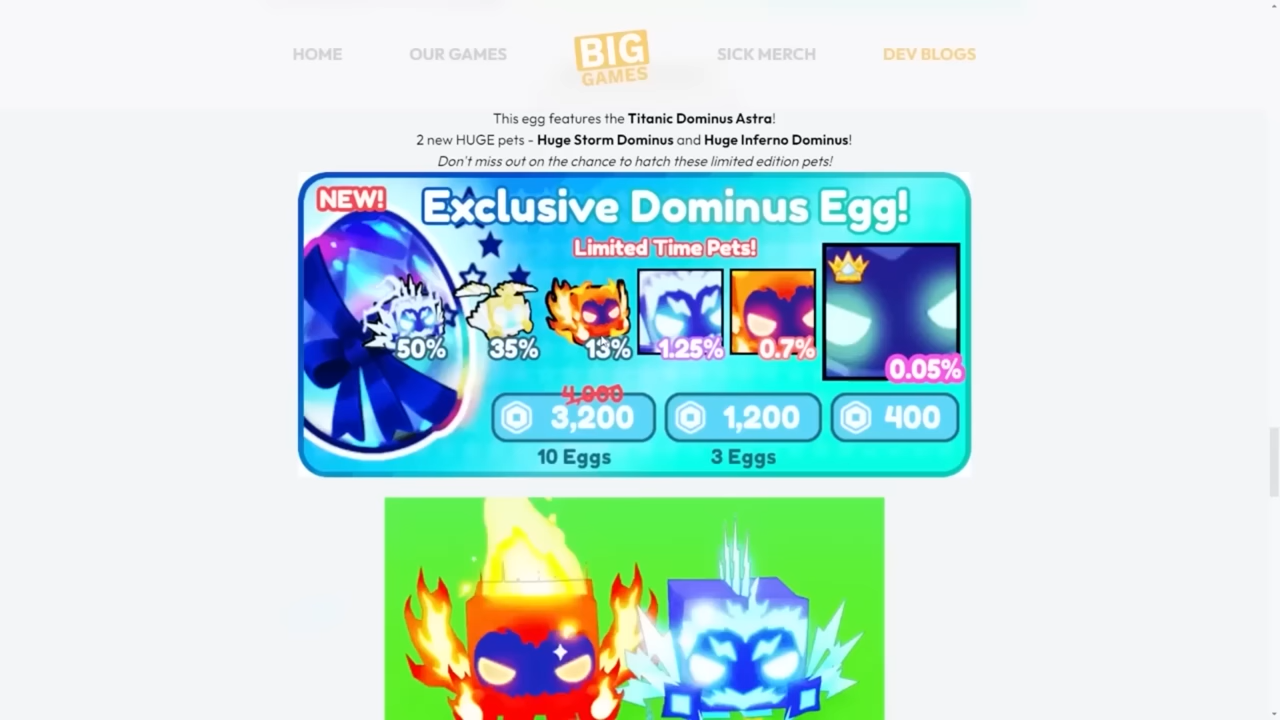 HOME OUR GAMES BIG GAMES SICK MERCH DEV BLOGS
This egg features the Titanic Dominus Astra!
2 new HUGE pets - Huge Storm Dominus and Huge Inferno Dominus!
Don't miss out on the chance to hatch these limited edition pets!
NEW! Exclusive Dominus Egg!
Limited Time Pets!
50% 35% 13% 1.25% 0.7% 0.05%
4,000
3,200 1,200 400
10 Eggs 3 Eggs